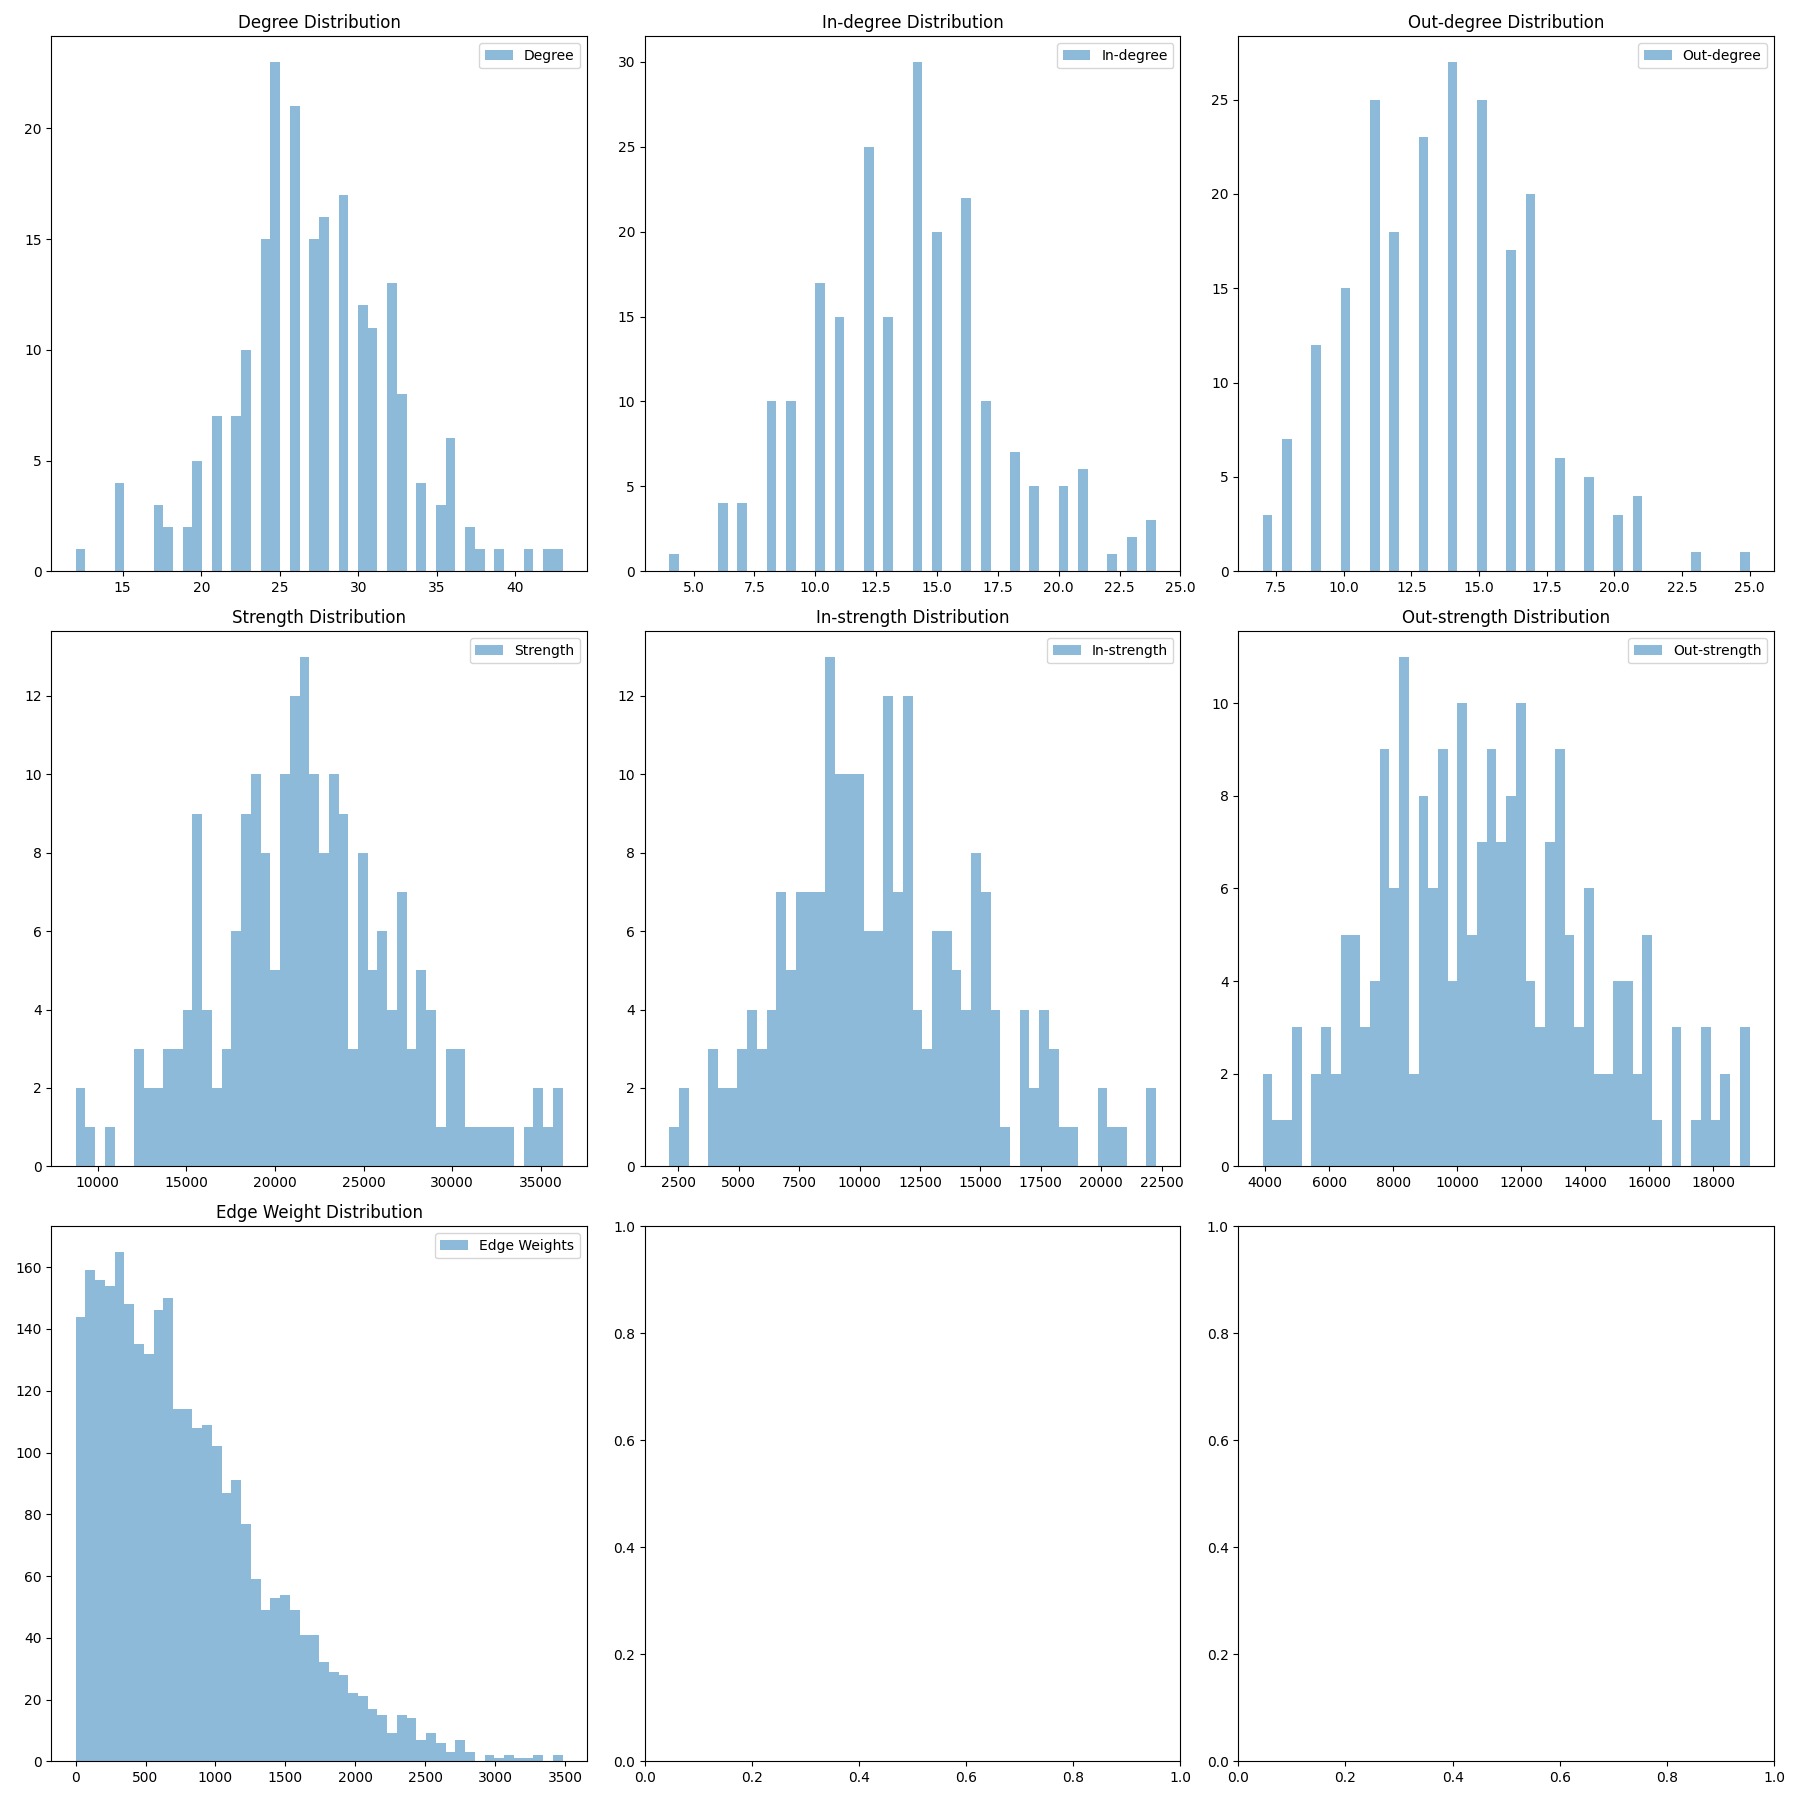 Degree Distribution
Degree
20
15
10
5
0
15 20 25 30 35 40
In-degree Distribution
In-degree
30
25
20
15
10
5
0
5.0 7.5 10.0 12.5 15.0 17.5 20.0 22.5 25.0
Out-degree Distribution
Out-degree
25
20
15
10
5
0
7.5 10.0 12.5 15.0 17.5 20.0 22.5 25.0
Strength Distribution
Strength
12
10
8
6
4
2
0
10000 15000 20000 25000 30000 35000
In-strength Distribution
In-strength
12
10
8
6
4
2
0
2500 5000 7500 10000 12500 15000 17500 20000 22500
Out-strength Distribution
Out-strength
10
8
6
4
2
0
4000 6000 8000 10000 12000 14000 16000 18000
Edge Weight Distribution
Edge Weights
160
140
120
100
80
60
40
20
0
0 500 1000 1500 2000 2500 3000 3500
1.0
0.8
0.6
0.4
0.2
0.0
0.0 0.2 0.4 0.6 0.8 1.0
1.0
0.8
0.6
0.4
0.2
0.0
0.0 0.2 0.4 0.6 0.8 1.0